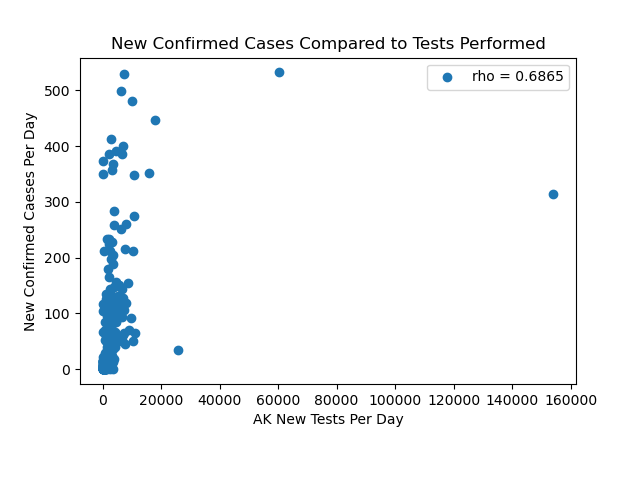 New Confirmed Cases Compared to Tests Performed
rho = 0.6865
New Confirmed Caeses Per Day
500
400
300
200
100
0
0 20000 40000 60000 80000 100000 120000 140000 160000
AK New Tests Per Day